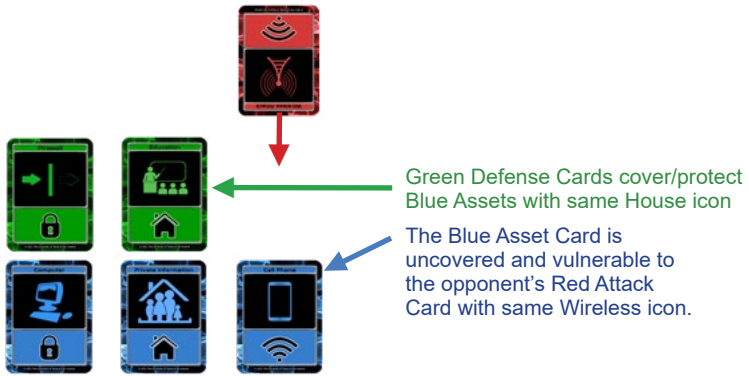 Firewall
Education
Green Defense Cards cover/protect
Blue Assets with same House icon
The Blue Asset Card is
uncovered and vulnerable to
the opponent's Red Attack
Card with same Wireless icon.
Computer
Private Information
Cell Phone